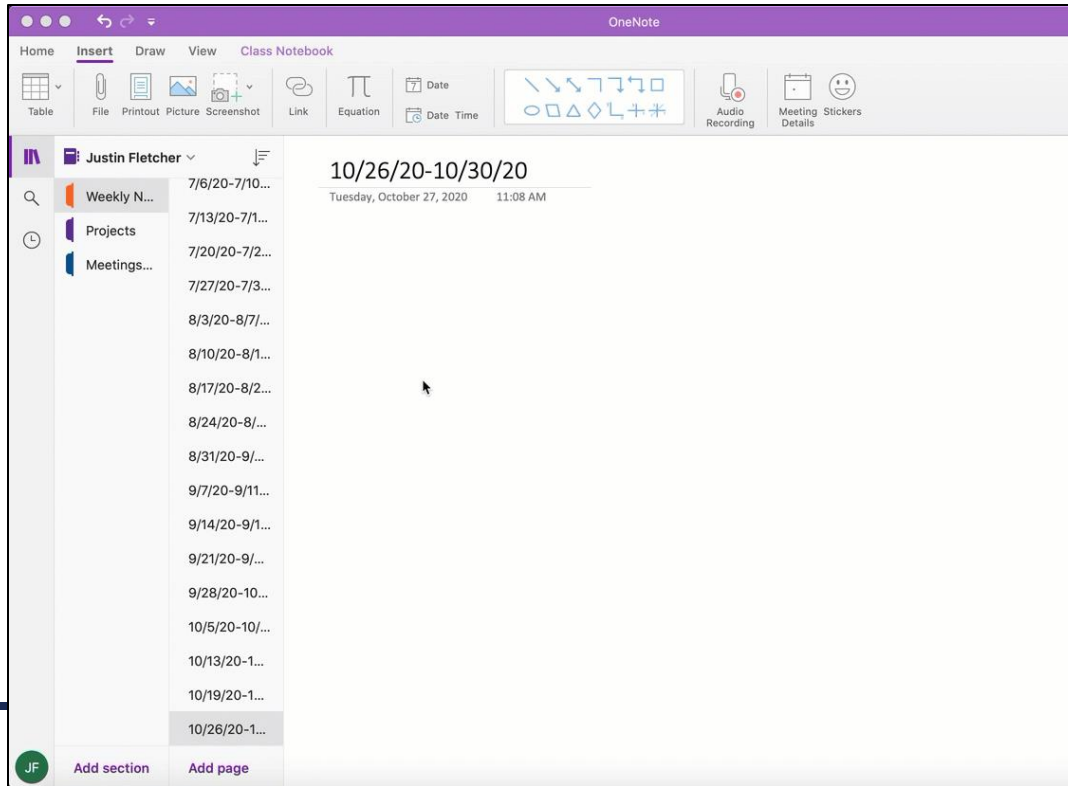 OneNote
Home Insert Draw View Class Notebook
Table File Printout Picture Screenshot Link Equation 7 Date Date Time Audio Recording Meeting Details Stickers
Justin Fletcher
Weekly N...
Projects
Meetings...
7/6/20-7/10...
7/13/20-7/1...
7/20/20-7/2...
7/27/20-7/3...
8/3/20-8/7/...
8/10/20-8/1...
8/17/20-8/2...
8/24/20-8/...
8/31/20-9/...
9/7/20-9/11...
9/14/20-9/1...
9/21/20-9/...
9/28/20-10...
10/5/20-10/...
10/13/20-1...
10/19/20-1...
10/26/20-1...
10/26/20-10/30/20
Tuesday, October 27, 2020 11:08 AM
JF
Add section Add page